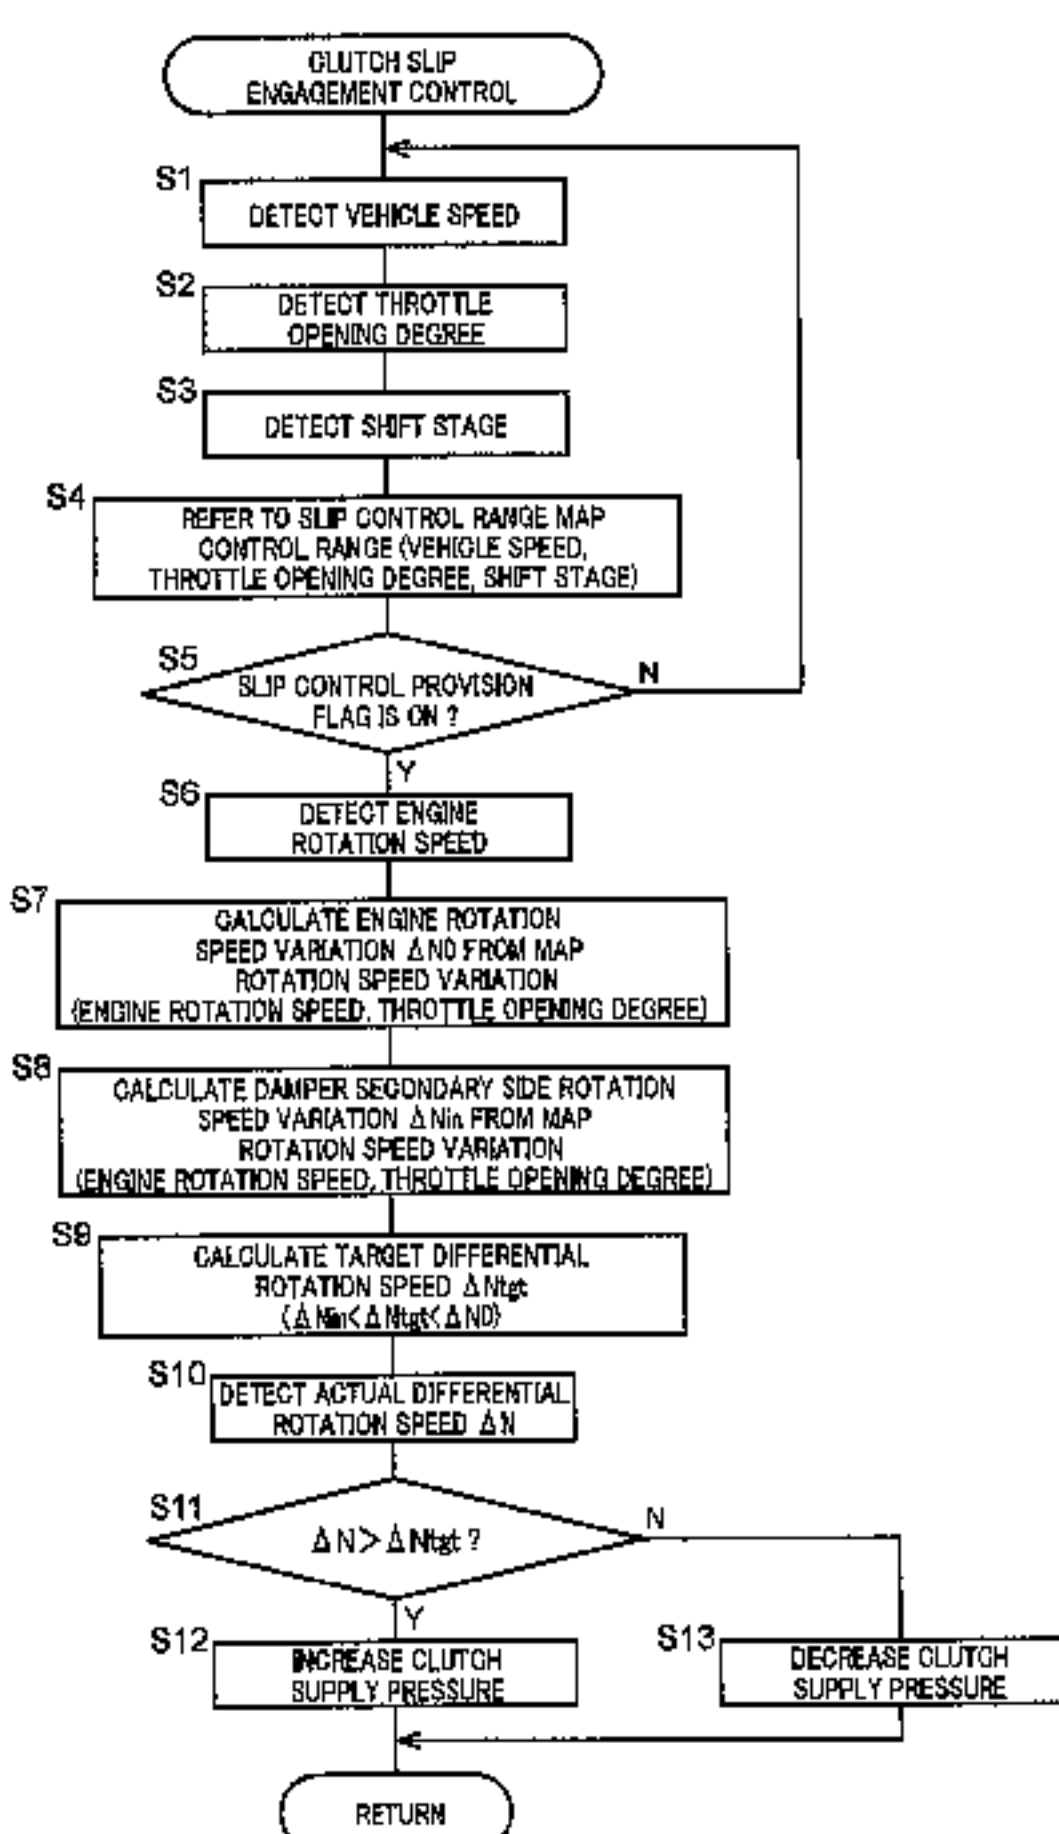 CLUTCH SLIP
ENGAGEMENT CONTROL
S1
DETECT VEHICLE SPEED
S2
DETECT THROTTLE
OPENING DEGREE
S3
DETECT SHIFT STAGE
S4
REFER TO SLIP CONTROL RANGE MAP
CONTROL RANGE (VEHICLE SPEED,
THROTTLE OPENING DEGREE, SHIFT STAGE)
S5
SLIP CONTROL PROVISION
FLAG IS ON ?
N
Y
S6
DETECT ENGINE
ROTATION SPEED
S7
CALCULATE ENGINE ROTATION
SPEED VARIATION ΔN0 FROM MAP
ROTATION SPEED VARIATION
(ENGINE ROTATION SPEED, THROTTLE OPENING DEGREE)
S8
CALCULATE DAMPER SECONDARY SIDE ROTATION
SPEED VARIATION ΔNin FROM MAP
ROTATION SPEED VARIATION
(ENGINE ROTATION SPEED, THROTTLE OPENING DEGREE)
S9
CALCULATE TARGET DIFFERENTIAL
ROTATION SPEED ΔNtgt
(ΔNin<ΔNtgt<ΔN0)
S10
DETECT ACTUAL DIFFERENTIAL
ROTATION SPEED ΔN
S11
ΔN>ΔNtgt ?
N
Y
S12
INCREASE CLUTCH
SUPPLY PRESSURE
S13
DECREASE CLUTCH
SUPPLY PRESSURE
RETURN